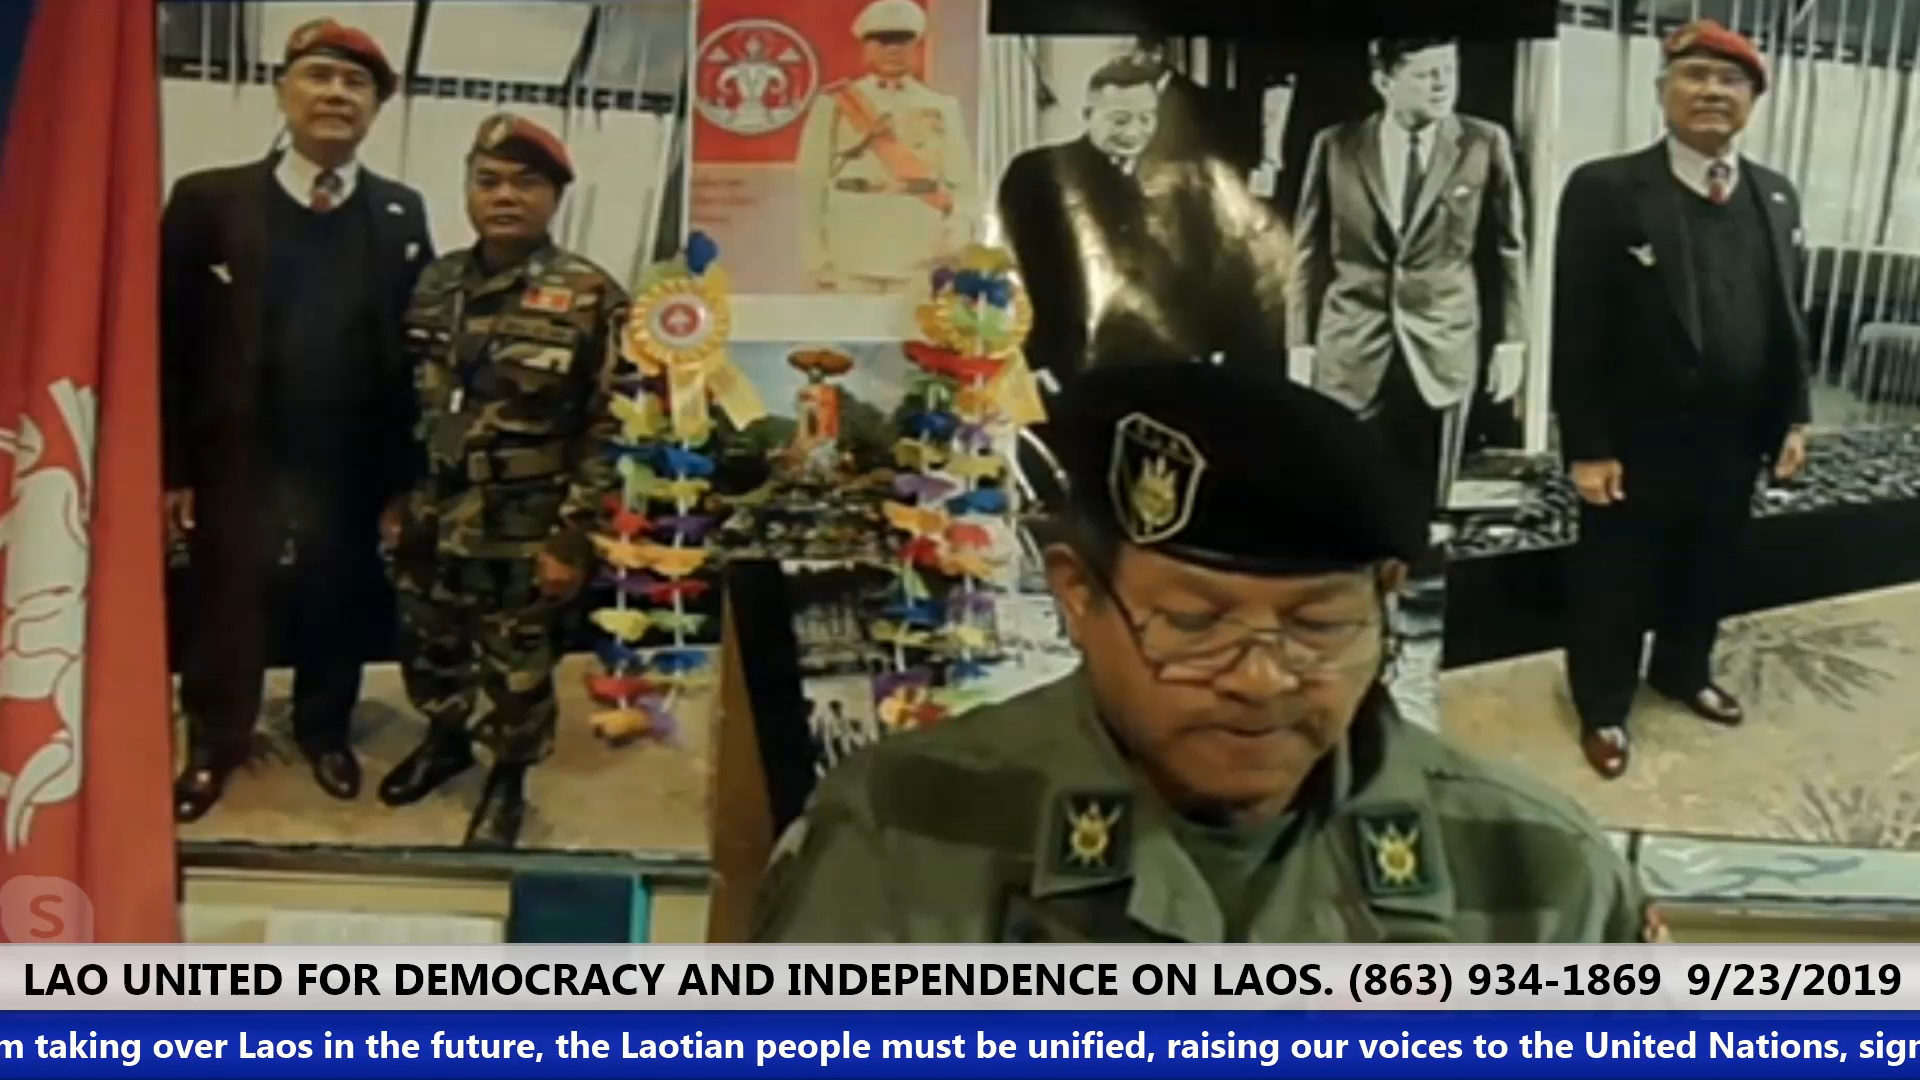 S
LAO UNITED FOR DEMOCRACY AND INDEPENDENCE ON LAOS. (863) 934-1869  9/23/2019
m taking over Laos in the future, the Laotian people must be unified, raising our voices to the United Nations, sign